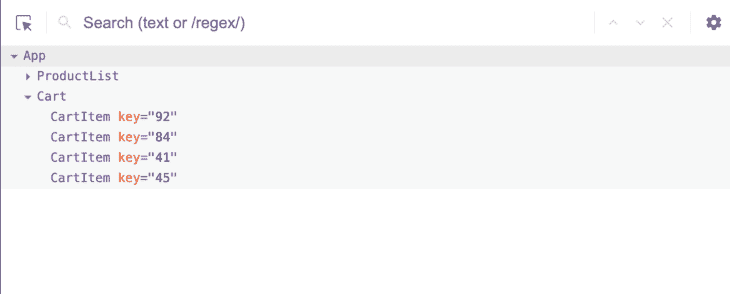 Search (text or /regex/)
App
ProductList
Cart
CartItem key="92"
CartItem key="84"
CartItem key="41"
CartItem key="45"